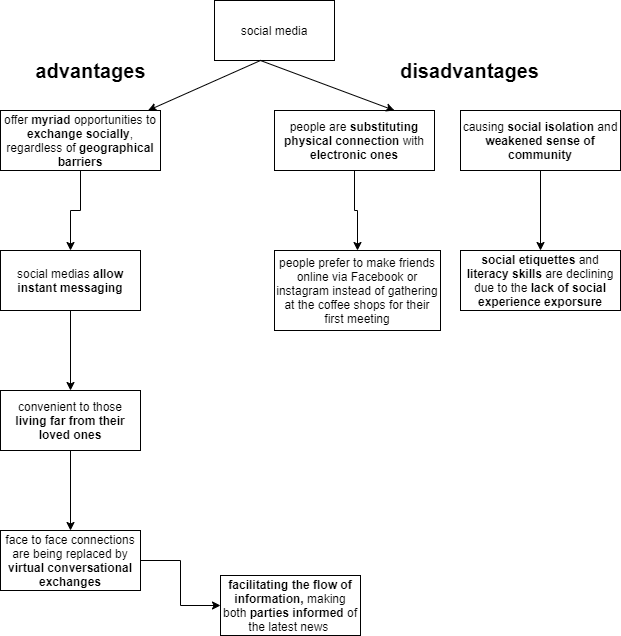 social media
advantages
disadvantages
offer myriad opportunities to
exchange socially,
regardless of geographical
barriers
people are substituting
physical connection with
electronic ones
causing social isolation and
weakened sense of
community
social medias allow
instant messaging
people prefer to make friends
online via Facebook or
instagram instead of gathering
at the coffee shops for their
first meeting
social etiquettes and
literacy skills are declining
due to the lack of social
experience exporsure
convenient to those
living far from their
loved ones
face to face connections
are being replaced by
virtual conversational
exchanges
facilitating the flow of
information, making
both parties informed of
the latest news